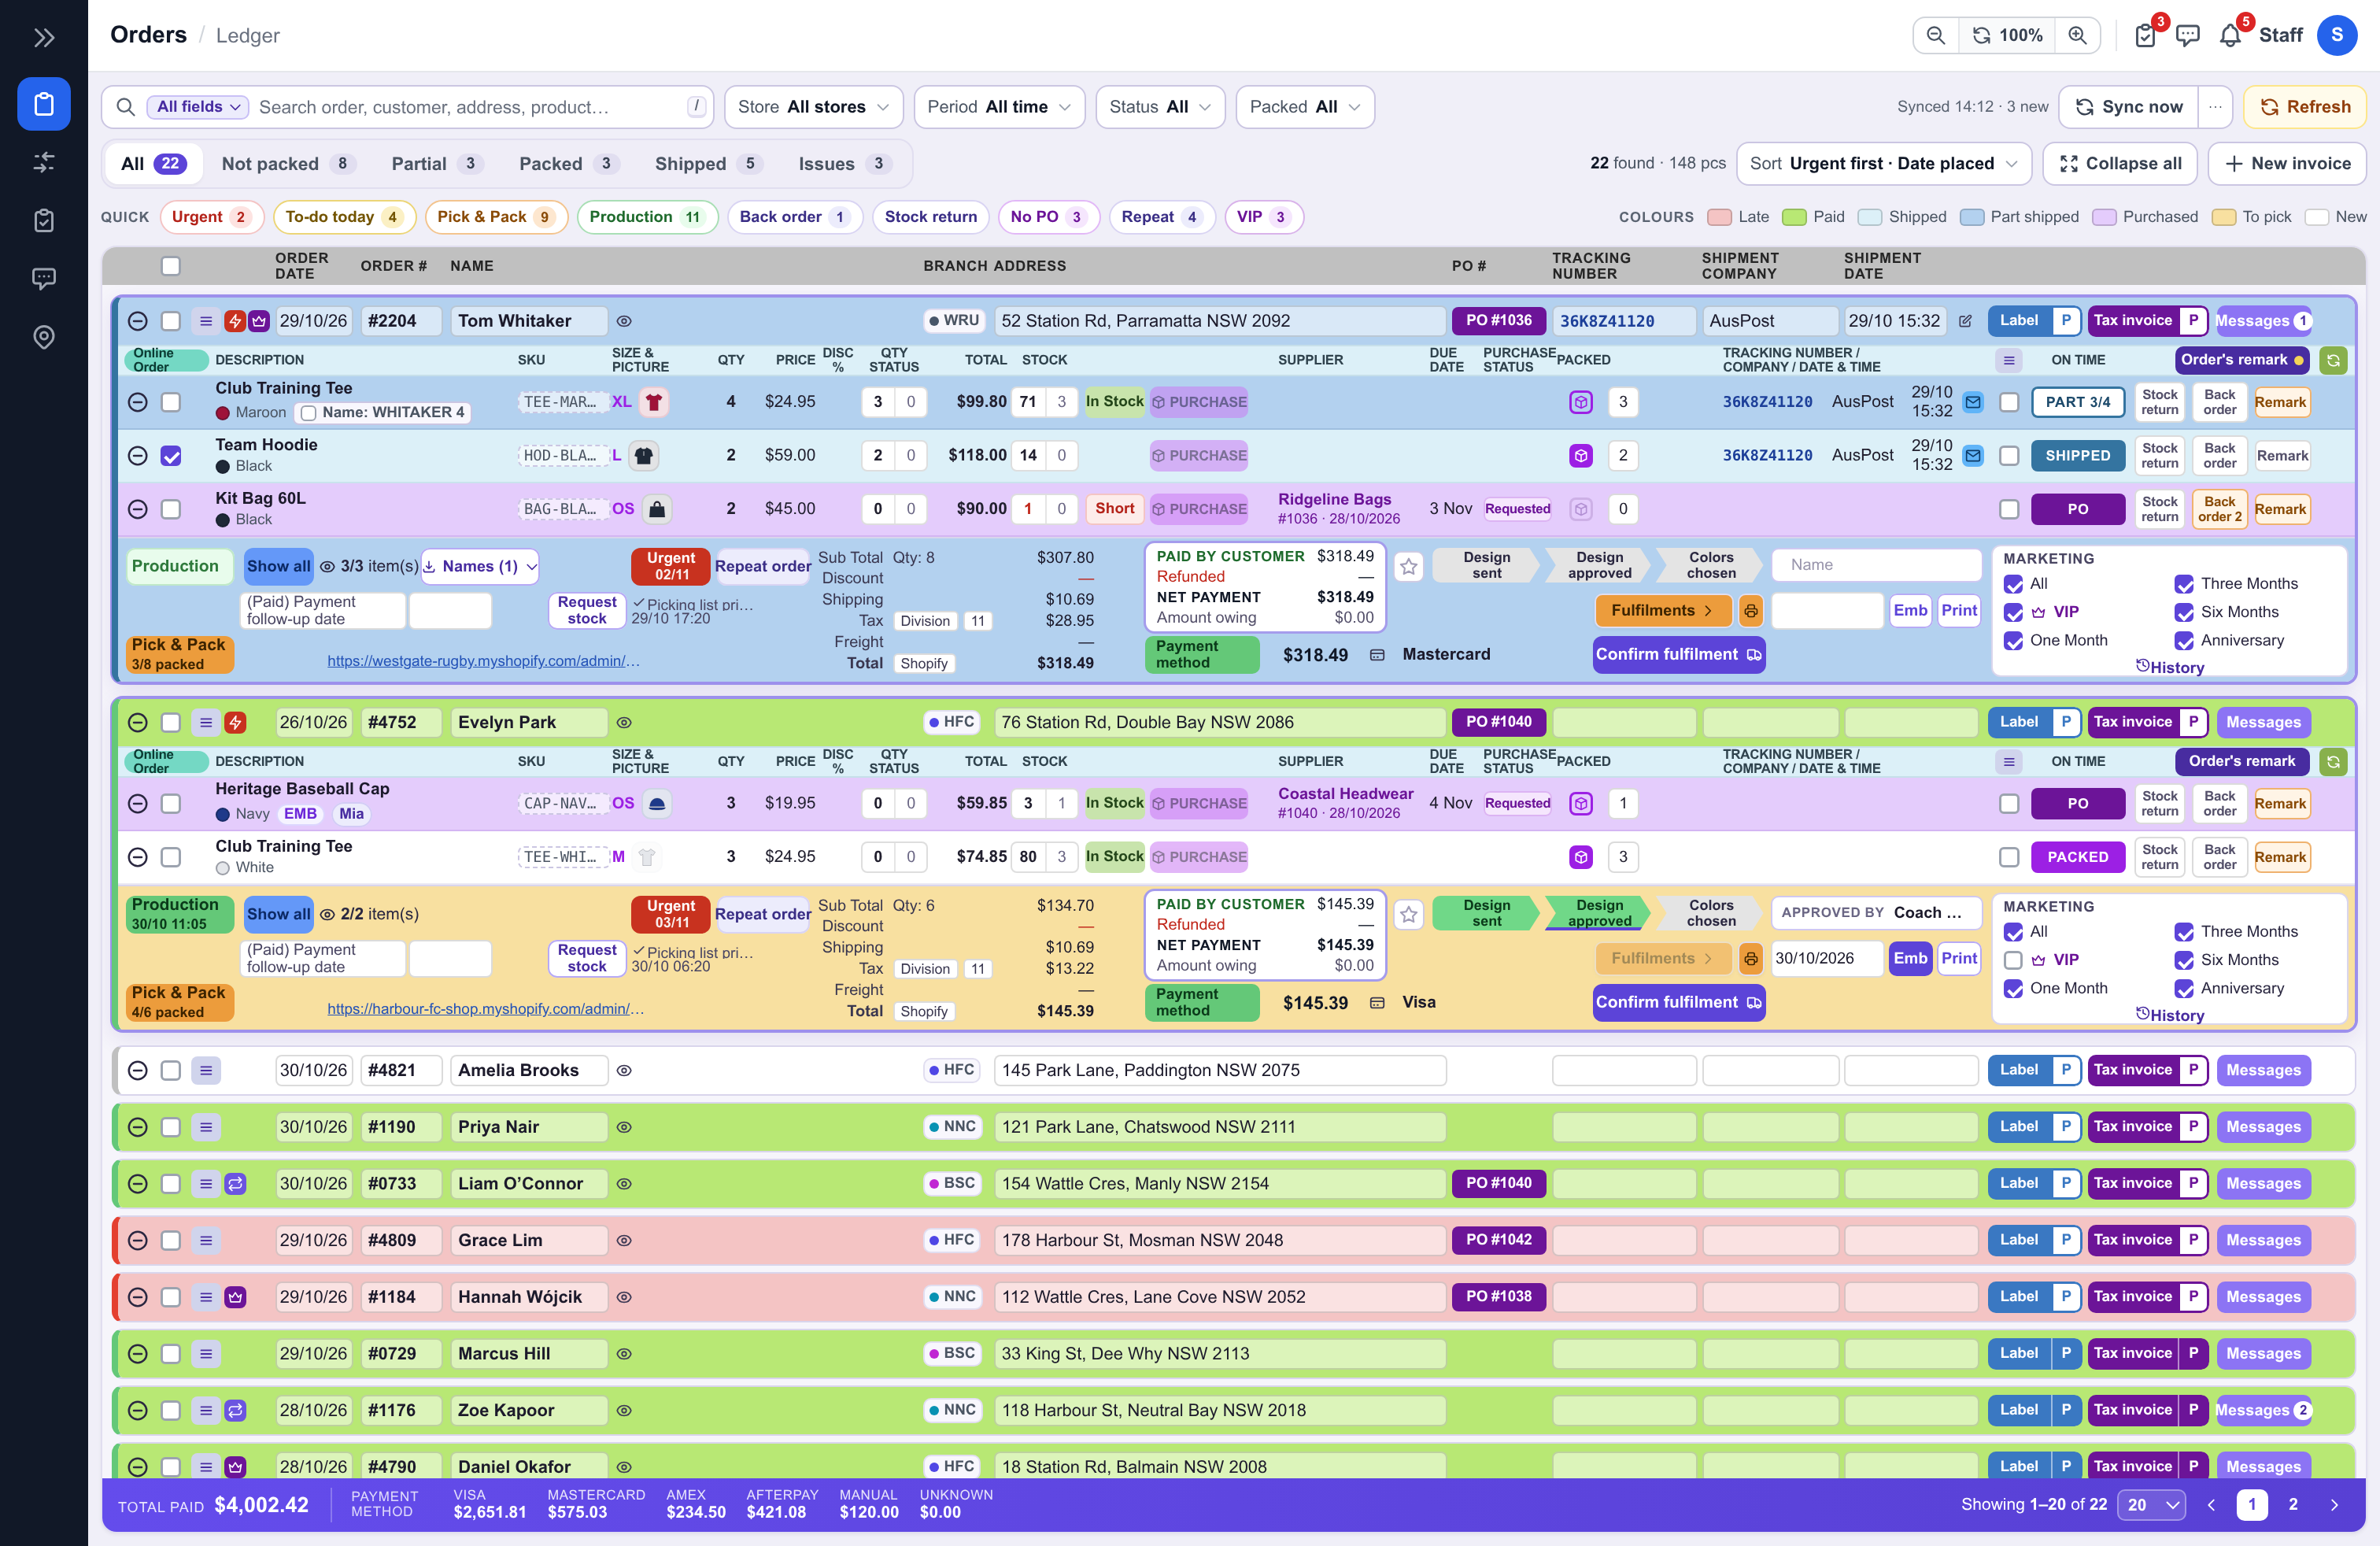 Orders / Ledger
100%
3
5
Staff
S
All fields
Search order, customer, address, product…
/
Store All stores
Period All time
Status All
Packed All
Synced 14:12 · 3 new
Sync now
...
Refresh
All 22
Not packed 8
Partial 3
Packed 3
Shipped 5
Issues 3
22 found · 148 pcs
Sort Urgent first · Date placed
Collapse all
New invoice
QUICK
Urgent 2
To-do today 4
Pick & Pack 9
Production 11
Back order 1
Stock return
No PO 3
Repeat 4
VIP 3
COLOURS
Late
Paid
Shipped
Part shipped
Purchased
To pick
New
ORDER DATE
ORDER #
NAME
BRANCH
ADDRESS
PO #
TRACKING NUMBER
SHIPMENT COMPANY
SHIPMENT DATE
29/10/26 #2204 Tom Whitaker WRU 52 Station Rd, Parramatta NSW 2092 PO #1036 36K8Z41120 AusPost 29/10 15:32 Label P Tax invoice P Messages 1
Online Order DESCRIPTION SKU SIZE & PICTURE QTY PRICE DISC % QTY STATUS TOTAL STOCK SUPPLIER DUE DATE PURCHASE STATUS PACKED TRACKING NUMBER / COMPANY / DATE & TIME ON TIME Order's remark
Club Training Tee
Maroon Name: WHITAKER 4
TEE-MAR… XL 4 $24.95 3 0 $99.80 71 3 In Stock PURCHASE 3 36K8Z41120 AusPost 29/10 15:32 PART 3/4 Stock return Back order Remark
Team Hoodie
Black
HOD-BLA… L 2 $59.00 2 0 $118.00 14 0 PURCHASE 2 36K8Z41120 AusPost 29/10 15:32 SHIPPED Stock return Back order Remark
Kit Bag 60L
Black
BAG-BLA… OS 2 $45.00 0 0 $90.00 1 0 Short PURCHASE Ridgeline Bags #1036 · 28/10/2026 3 Nov Requested 0 PO Stock return Back order 2 Remark
Production
Show all
3/3 item(s)
Names (1)
Urgent 02/11
Repeat order
(Paid) Payment follow-up date
Request stock
Picking list pri…
29/10 17:20
Pick & Pack
3/8 packed
https://westgate-rugby.myshopify.com/admin/…
Sub Total Qty: 8 $307.80
Discount —
Shipping $10.69
Tax Division 11 $28.95
Freight —
Total Shopify $318.49
PAID BY CUSTOMER $318.49
Refunded —
NET PAYMENT $318.49
Amount owing $0.00
Payment method $318.49 Mastercard
Design sent
Design approved
Colors chosen
Name
Fulfilments
Emb
Print
Confirm fulfilment
MARKETING
All
Three Months
VIP
Six Months
One Month
Anniversary
History
26/10/26 #4752 Evelyn Park HFC 76 Station Rd, Double Bay NSW 2086 PO #1040 Label P Tax invoice P Messages
Online Order DESCRIPTION SKU SIZE & PICTURE QTY PRICE DISC % QTY STATUS TOTAL STOCK SUPPLIER DUE DATE PURCHASE STATUS PACKED TRACKING NUMBER / COMPANY / DATE & TIME ON TIME Order's remark
Heritage Baseball Cap
Navy EMB Mia
CAP-NAV… OS 3 $19.95 0 0 $59.85 3 1 In Stock PURCHASE Coastal Headwear #1040 · 28/10/2026 4 Nov Requested 1 PO Stock return Back order Remark
Club Training Tee
White
TEE-WHI… M 3 $24.95 0 0 $74.85 80 3 In Stock PURCHASE 3 PACKED Stock return Back order Remark
Production
30/10 11:05
Show all
2/2 item(s)
Urgent 03/11
Repeat order
(Paid) Payment follow-up date
Request stock
Picking list pri…
30/10 06:20
Pick & Pack
4/6 packed
https://harbour-fc-shop.myshopify.com/admin/…
Sub Total Qty: 6 $134.70
Discount —
Shipping $10.69
Tax Division 11 $13.22
Freight —
Total Shopify $145.39
PAID BY CUSTOMER $145.39
Refunded —
NET PAYMENT $145.39
Amount owing $0.00
Payment method $145.39 Visa
Design sent
Design approved
Colors chosen
APPROVED BY Coach ...
Fulfilments
30/10/2026
Emb
Print
Confirm fulfilment
MARKETING
All
Three Months
VIP
Six Months
One Month
Anniversary
History
30/10/26 #4821 Amelia Brooks HFC 145 Park Lane, Paddington NSW 2075 Label P Tax invoice P Messages
30/10/26 #1190 Priya Nair NNC 121 Park Lane, Chatswood NSW 2111 Label P Tax invoice P Messages
30/10/26 #0733 Liam O’Connor BSC 154 Wattle Cres, Manly NSW 2154 PO #1040 Label P Tax invoice P Messages
29/10/26 #4809 Grace Lim HFC 178 Harbour St, Mosman NSW 2048 PO #1042 Label P Tax invoice P Messages
29/10/26 #1184 Hannah Wójcik NNC 112 Wattle Cres, Lane Cove NSW 2052 PO #1038 Label P Tax invoice P Messages
29/10/26 #0729 Marcus Hill BSC 33 King St, Dee Why NSW 2113 Label P Tax invoice P Messages
28/10/26 #1176 Zoe Kapoor NNC 118 Harbour St, Neutral Bay NSW 2018 Label P Tax invoice P Messages 2
28/10/26 #4790 Daniel Okafor HFC 18 Station Rd, Balmain NSW 2008 Label P Tax invoice P Messages
TOTAL PAID $4,002.42
PAYMENT METHOD
VISA $2,651.81
MASTERCARD $575.03
AMEX $234.50
AFTERPAY $421.08
MANUAL $120.00
UNKNOWN $0.00
Showing 1–20 of 22
20
1
2